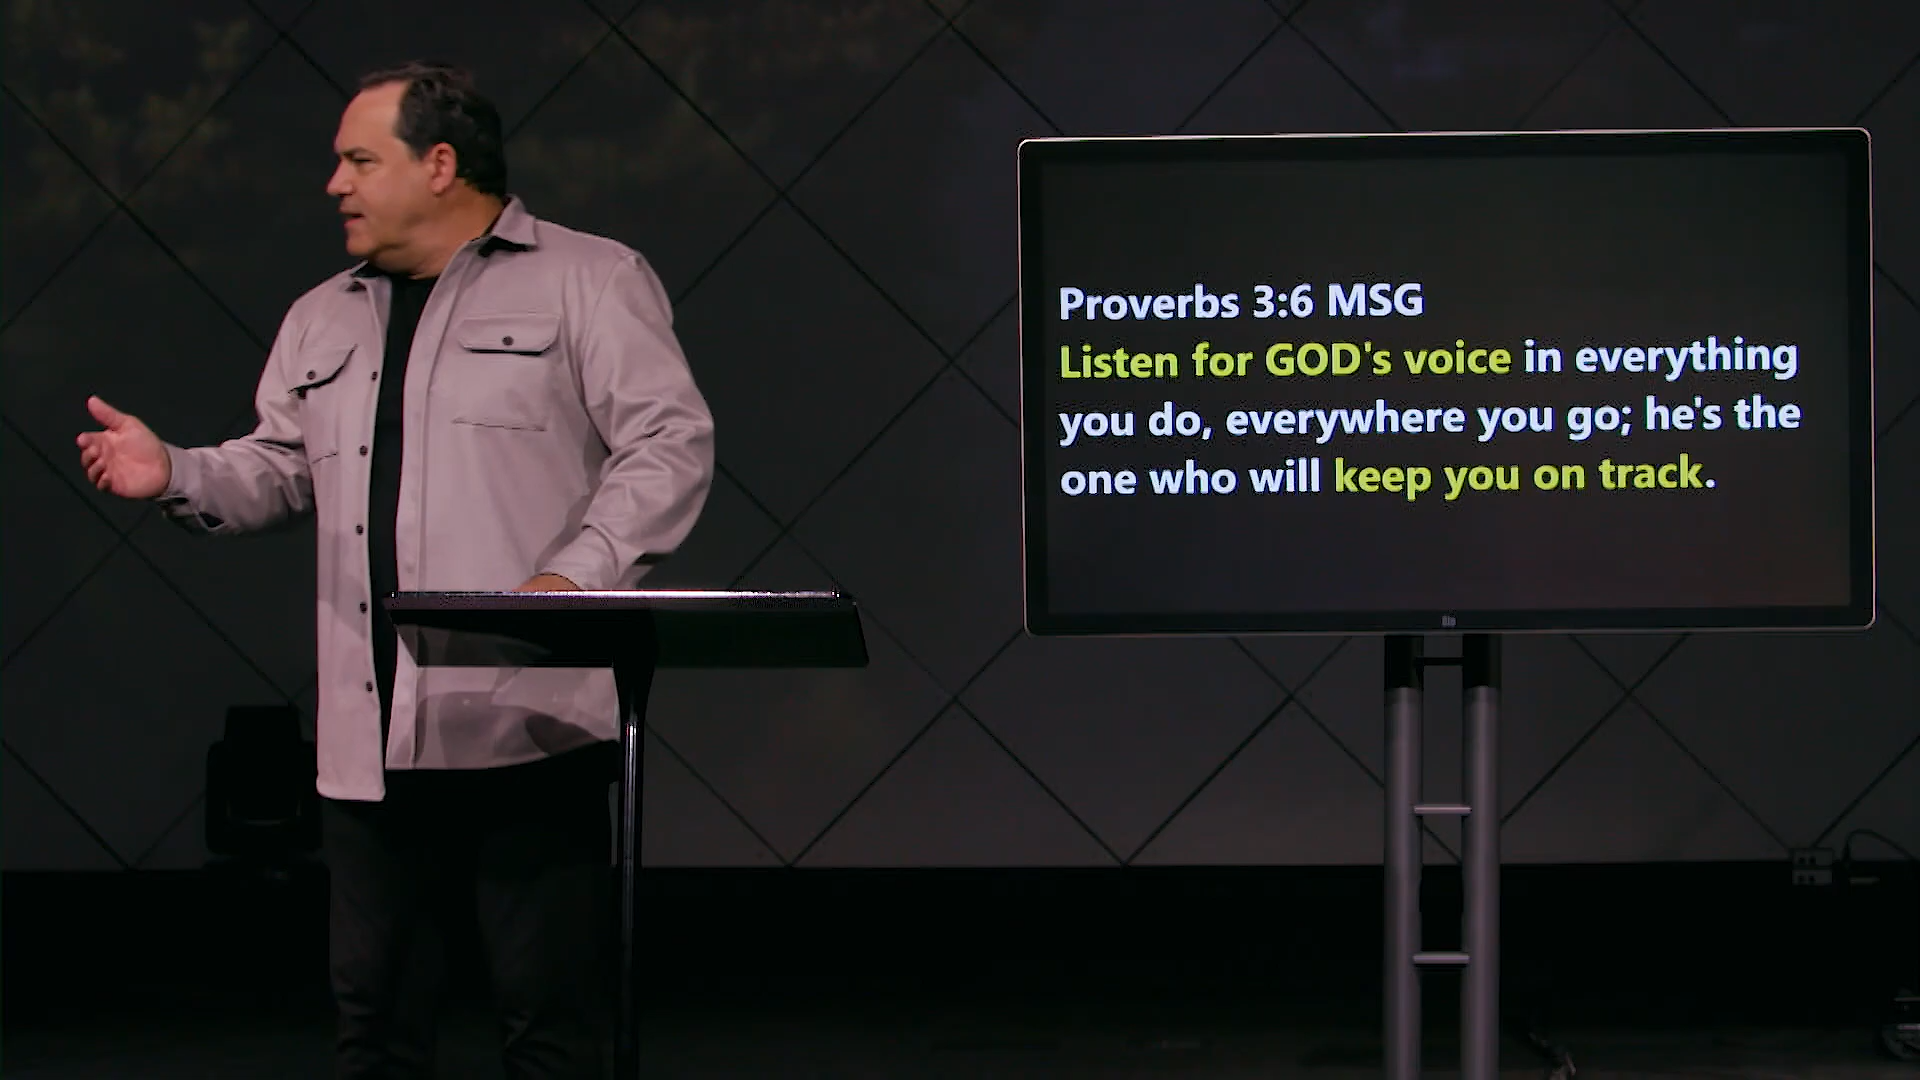 Proverbs 3:6 MSG
Listen for GOD's voice in everything
you do, everywhere you go; he's the
one who will keep you on track.